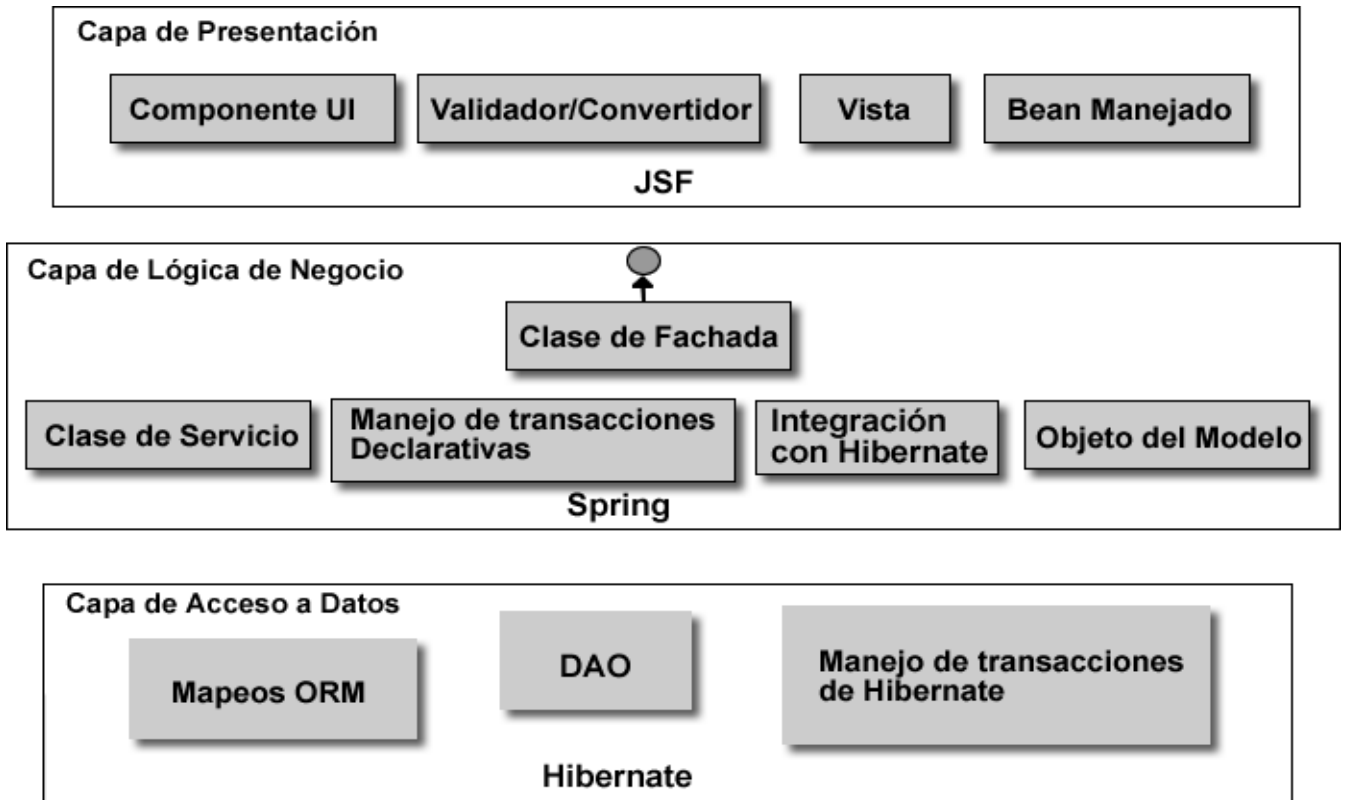 Capa de Presentación
Componente UI
Validador/Convertidor
Vista
Bean Manejado
JSF
Capa de Lógica de Negocio
Clase de Fachada
Clase de Servicio
Manejo de transacciones
Declarativas
Integración
con Hibernate
Objeto del Modelo
Spring
Capa de Acceso a Datos
Mapeos ORM
DAO
Manejo de transacciones
de Hibernate
Hibernate